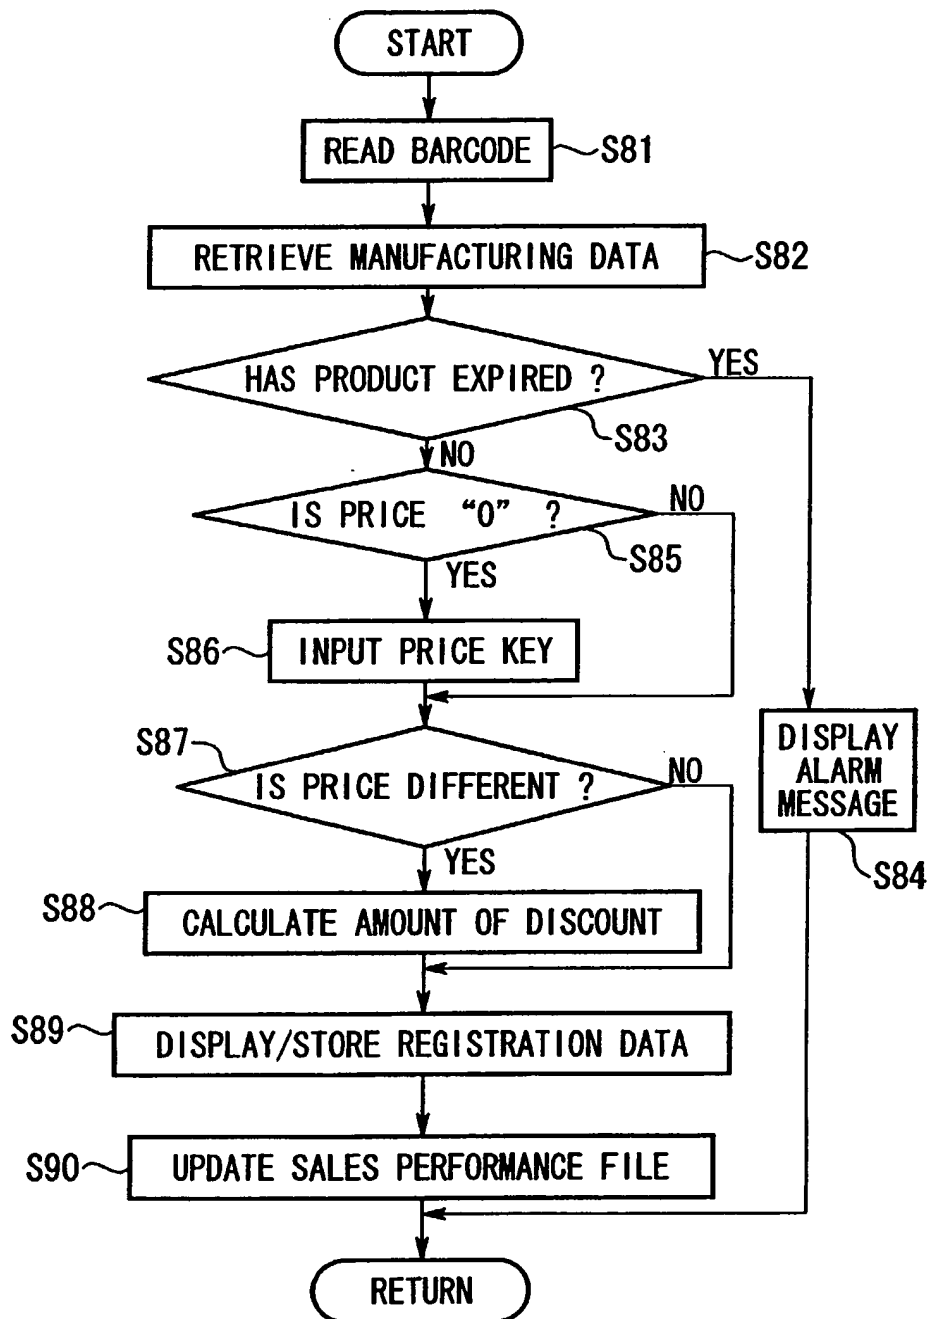 START
READ BARCODE
S81
RETRIEVE MANUFACTURING DATA
S82
HAS PRODUCT EXPIRED ?
YES
S83
NO
IS PRICE “0” ?
NO
S85
YES
S86
INPUT PRICE KEY
S87
IS PRICE DIFFERENT ?
NO
DISPLAY
ALARM
MESSAGE
S84
YES
S88
CALCULATE AMOUNT OF DISCOUNT
S89
DISPLAY/STORE REGISTRATION DATA
S90
UPDATE SALES PERFORMANCE FILE
RETURN